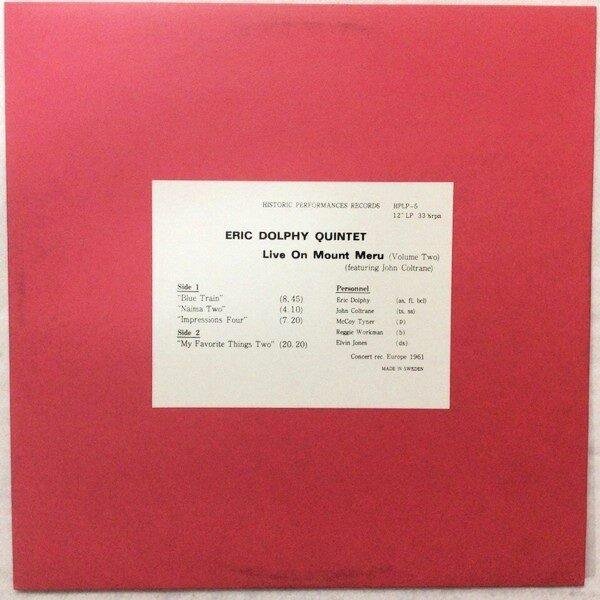 HISTORIC PERFORMANCES RECORDS HPLP-5
12" LP 33 ⅓rpm
ERIC DOLPHY QUINTET
Live On Mount Meru (Volume Two)
(featuring John Coltrane)
Side 1
"Blue Train" (8.45)
"Naima Two" (4.10)
"Impressions Four" (7.20)
Side 2
"My Favorite Things Two" (20.20)
Personnel
Eric Dolphy (as, fl, bcl)
John Coltrane (ts, ss)
McCoy Tyner (p)
Reggie Workman (b)
Elvin Jones (ds)
Concert rec. Europe 1961
MADE IN SWEDEN